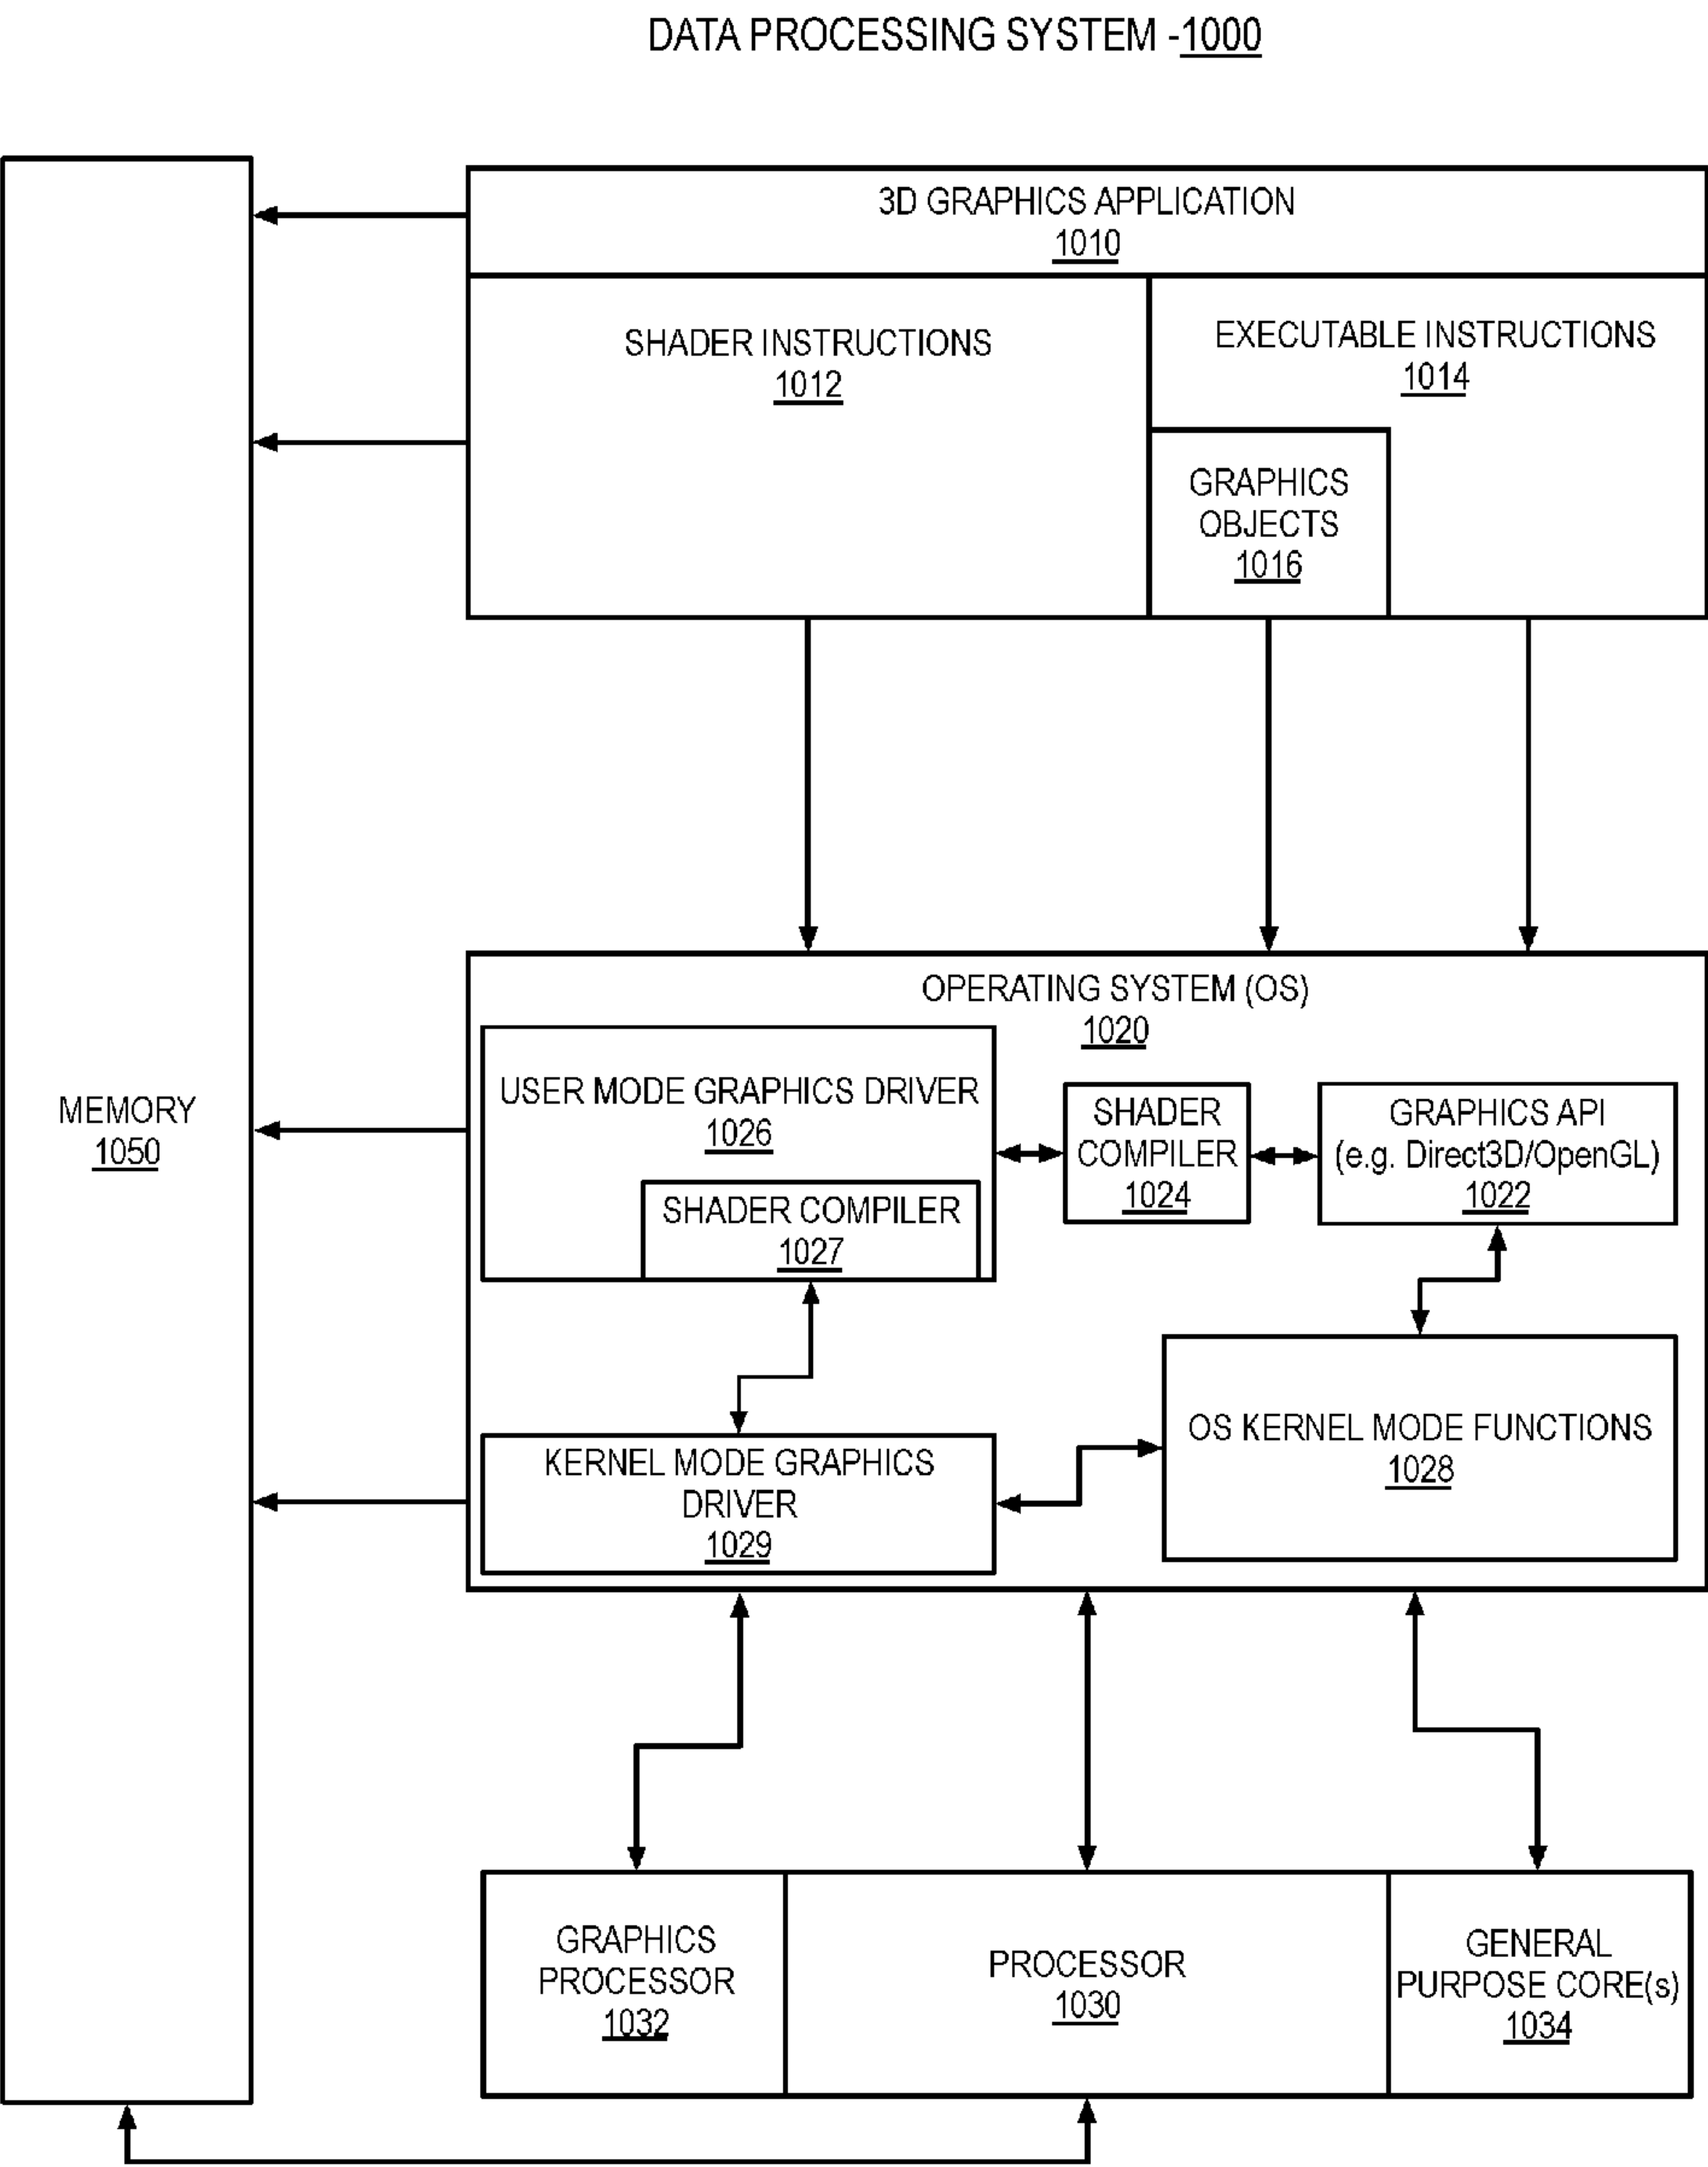 DATA PROCESSING SYSTEM -1000
3D GRAPHICS APPLICATION
1010
SHADER INSTRUCTIONS
1012
EXECUTABLE INSTRUCTIONS
1014
GRAPHICS
OBJECTS
1016
OPERATING SYSTEM (OS)
1020
USER MODE GRAPHICS DRIVER
1026
SHADER COMPILER
1027
SHADER
COMPILER
1024
GRAPHICS API
(e.g. Direct3D/OpenGL)
1022
MEMORY
1050
KERNEL MODE GRAPHICS
DRIVER
1029
OS KERNEL MODE FUNCTIONS
1028
GRAPHICS
PROCESSOR
1032
PROCESSOR
1030
GENERAL
PURPOSE CORE(s)
1034